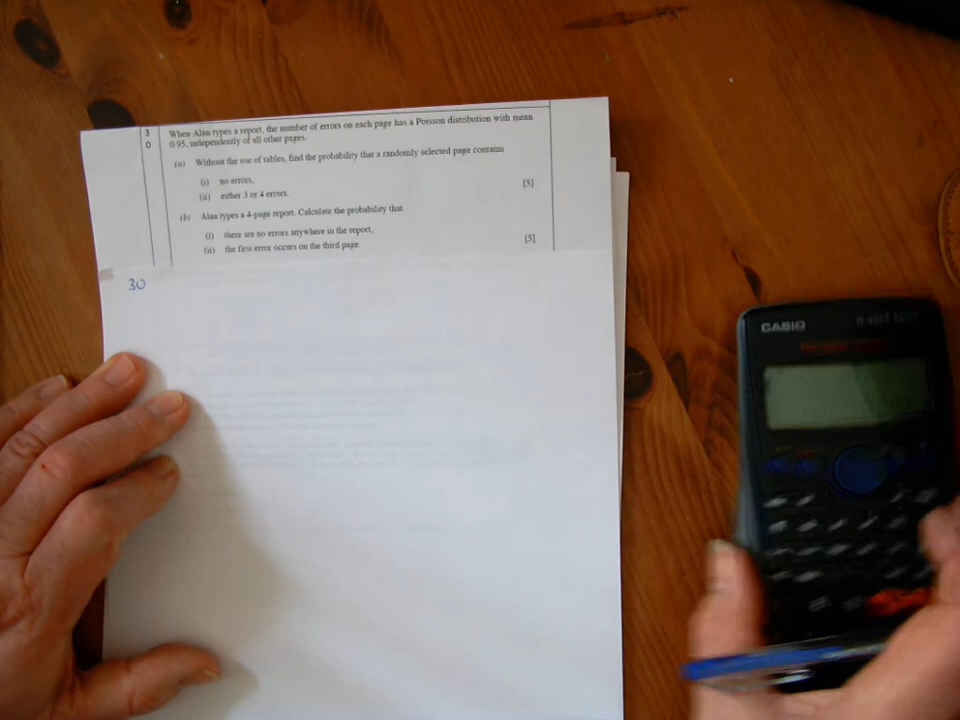 3
0
When Alan types a report, the number of errors on each page has a Poisson distribution with mean
0·95, independently of all other pages.
(a) Without the use of tables, find the probability that a randomly selected page contains
(i) no errors,
(ii) either 3 or 4 errors. [5]
(b) Alan types a 4-page report. Calculate the probability that
(i) there are no errors anywhere in the report,
(ii) the first error occurs on the third page. [5]
30
CASIO